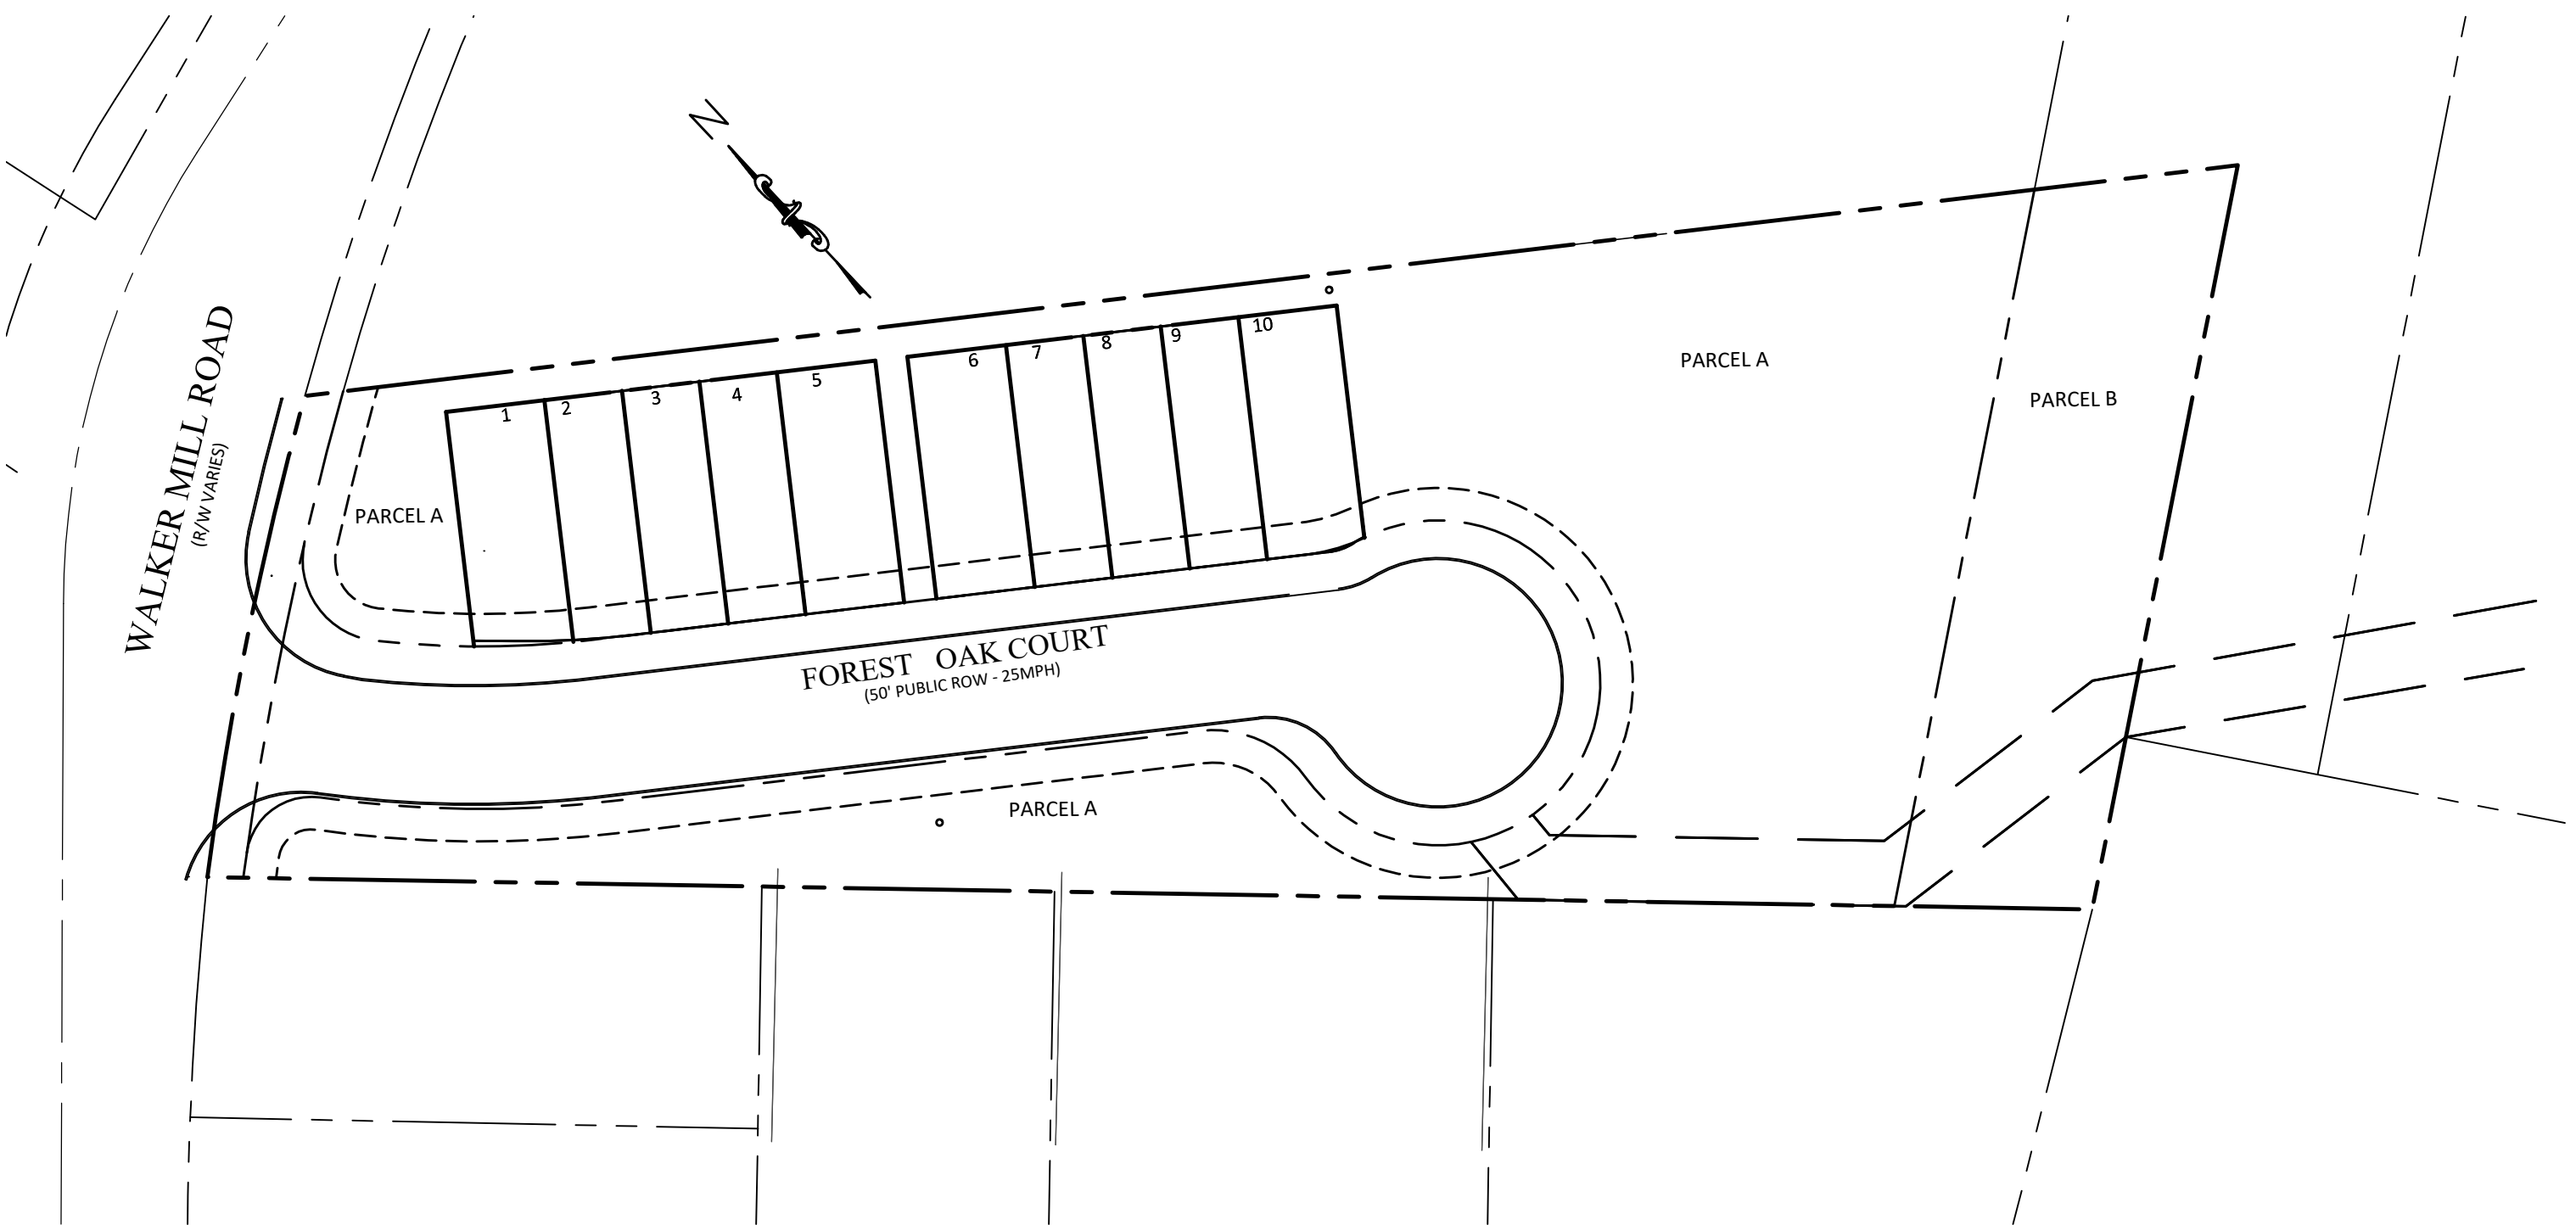 N
WALKER MILL ROAD
(R/W VARIES)
1
2
3
4
5
6
7
8
9
10
PARCEL A
PARCEL A
PARCEL B
FOREST OAK COURT
(50' PUBLIC ROW - 25MPH)
PARCEL A